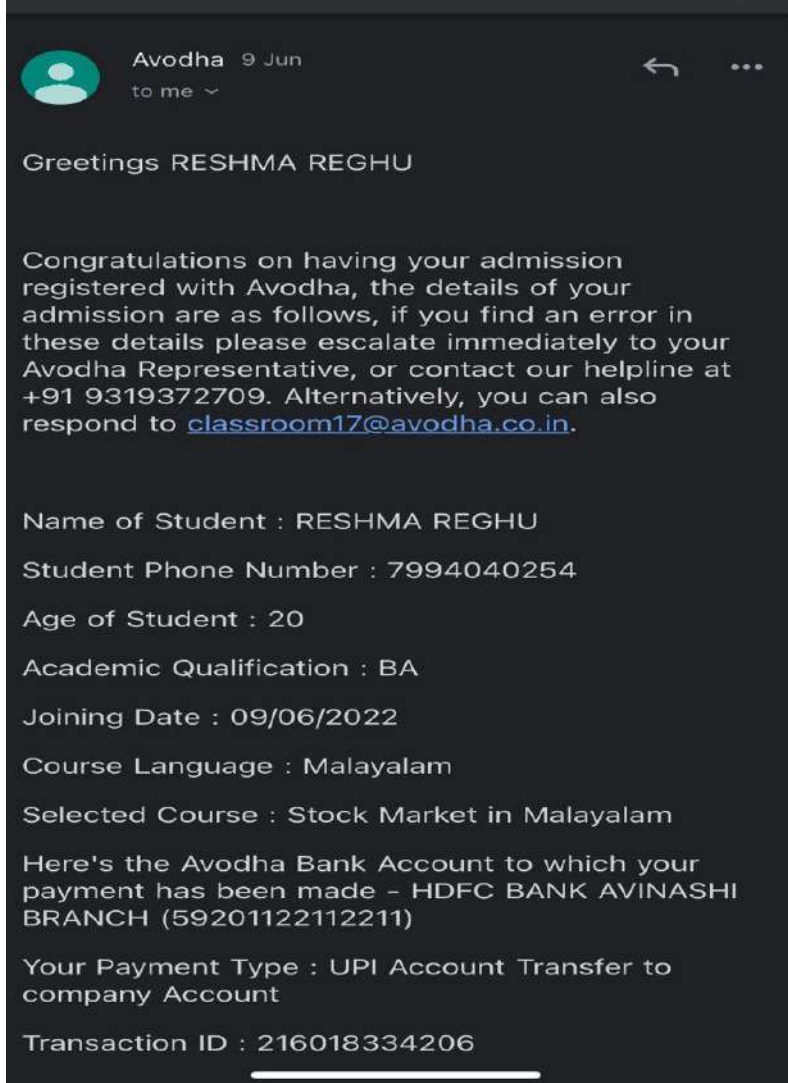 Avodha 9 Jun
to me
Greetings RESHMA REGHU
Congratulations on having your admission
registered with Avodha, the details of your
admission are as follows, if you find an error in
these details please escalate immediately to your
Avodha Representative, or contact our helpline at
+91 9319372709. Alternatively, you can also
respond to classroom17@avodha.co.in.
Name of Student : RESHMA REGHU
Student Phone Number : 7994040254
Age of Student : 20
Academic Qualification : BA
Joining Date : 09/06/2022
Course Language : Malayalam
Selected Course : Stock Market in Malayalam
Here's the Avodha Bank Account to which your
payment has been made – HDFC BANK AVINASHI
BRANCH (59201122112211)
Your Payment Type : UPI Account Transfer to
company Account
Transaction ID : 216018334206